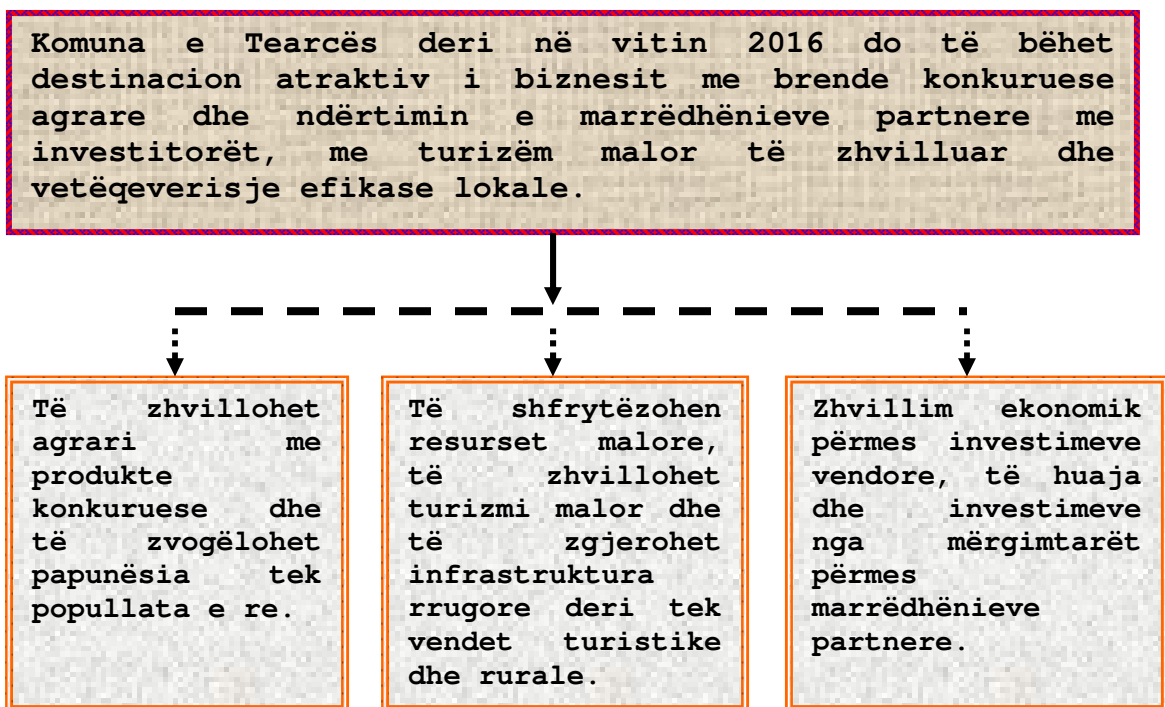 Komuna e Tearcës deri në vitin 2016 do të bëhet
destinacion atraktiv i biznesit me brende konkuruese
agrare dhe ndërtimin e marrëdhënieve partnere me
investitorët, me turizëm malor të zhvilluar dhe
vetëqeverisje efikase lokale.
Të zhvillohet
agrari me
produkte
konkuruese dhe
të zvogëlohet
papunësia tek
popullata e re.
Të shfrytëzohen
resurset malore,
të zhvillohet
turizmi malor dhe
të zgjerohet
infrastruktura
rrugore deri tek
vendet turistike
dhe rurale.
Zhvillim ekonomik
përmes investimeve
vendore, të huaja
dhe investimeve
nga mërgimtarët
përmes
marrëdhënieve
partnere.